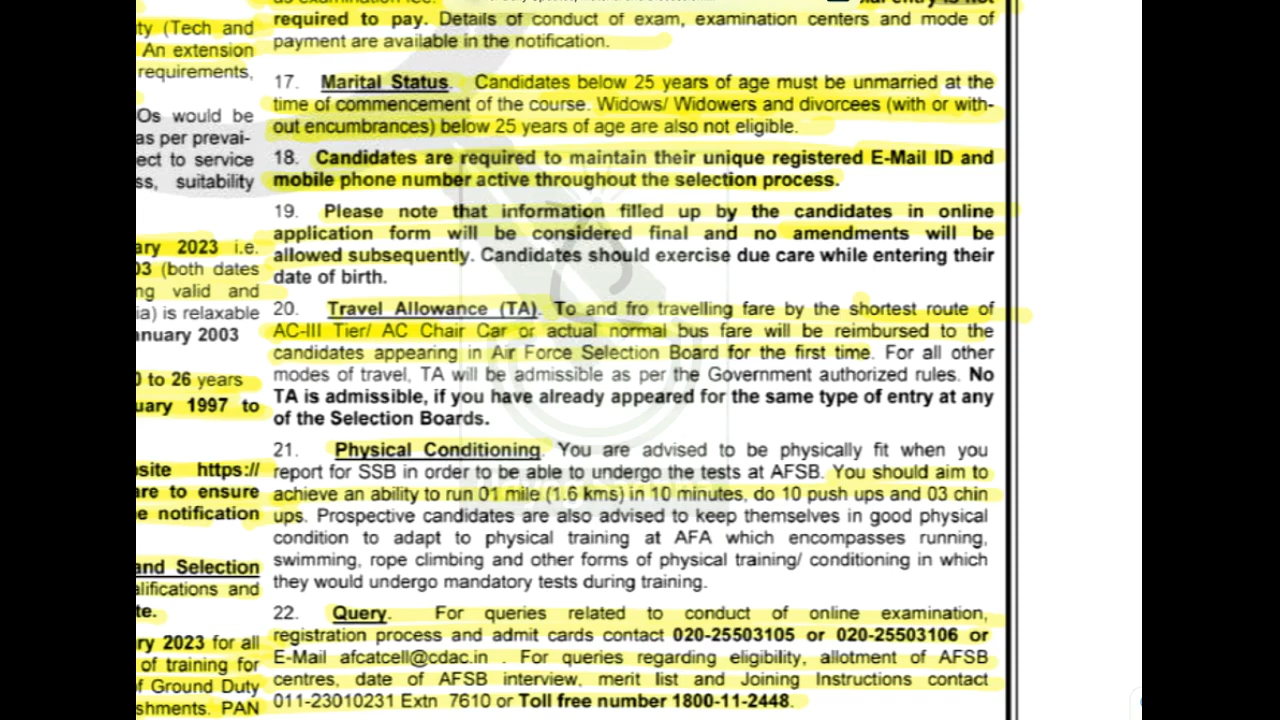 ty (Tech and
An extension
requirements,
Os would be
as per prevai-
ect to service
ss, suitability
ary 2023 i.e.
03 (both dates
ng valid and
ia) is relaxable
anuary 2003
0 to 26 years
uary 1997 to
site https://
are to ensure
e notification
and Selection
alifications and
te.
ry 2023 for all
of training for
f Ground Duty
shments. PAN
required to pay. Details of conduct of exam, examination centers and mode of
payment are available in the notification.
17. Marital Status. Candidates below 25 years of age must be unmarried at the
time of commencement of the course. Widows/ Widowers and divorcees (with or with-
out encumbrances) below 25 years of age are also not eligible.
18. Candidates are required to maintain their unique registered E-Mail ID and
mobile phone number active throughout the selection process.
19. Please note that information filled up by the candidates in online
application form will be considered final and no amendments will be
allowed subsequently. Candidates should exercise due care while entering their
date of birth.
20. Travel Allowance (TA). To and fro travelling fare by the shortest route of
AC-III Tier/ AC Chair Car or actual normal bus fare will be reimbursed to the
candidates appearing in Air Force Selection Board for the first time. For all other
modes of travel, TA will be admissible as per the Government authorized rules. No
TA is admissible, if you have already appeared for the same type of entry at any
of the Selection Boards.
21. Physical Conditioning. You are advised to be physically fit when you
report for SSB in order to be able to undergo the tests at AFSB. You should aim to
achieve an ability to run 01 mile (1.6 kms) in 10 minutes, do 10 push ups and 03 chin
ups. Prospective candidates are also advised to keep themselves in good physical
condition to adapt to physical training at AFA which encompasses running,
swimming, rope climbing and other forms of physical training/ conditioning in which
they would undergo mandatory tests during training.
22. Query. For queries related to conduct of online examination,
registration process and admit cards contact 020-25503105 or 020-25503106 or
E-Mail afcatcell@cdac.in . For queries regarding eligibility, allotment of AFSB
centres, date of AFSB interview, merit list and Joining Instructions contact
011-23010231 Extn 7610 or Toll free number 1800-11-2448.